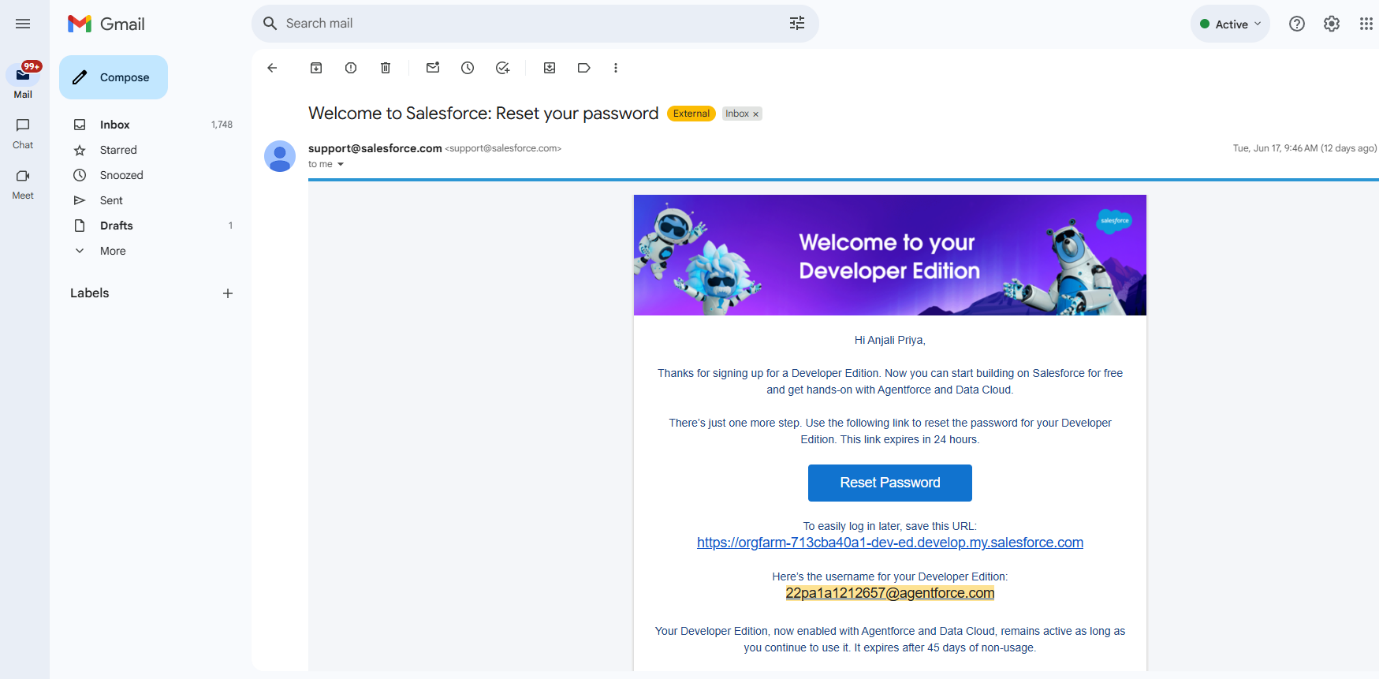 Gmail
Search mail
Active
99+
Mail
Compose
Inbox 1,748
Chat
Starred
Snoozed
Meet
Sent
Drafts 1
More
Labels
Welcome to Salesforce: Reset your password External Inbox x
support@salesforce.com <support@salesforce.com> Tue, Jun 17, 9:46 AM (12 days ago)
to me
salesforce
Welcome to your
Developer Edition
Hi Anjali Priya,
Thanks for signing up for a Developer Edition. Now you can start building on Salesforce for free
and get hands-on with Agentforce and Data Cloud.
There's just one more step. Use the following link to reset the password for your Developer
Edition. This link expires in 24 hours.
Reset Password
To easily log in later, save this URL:
https://orgfarm-713cba40a1-dev-ed.develop.my.salesforce.com
Here's the username for your Developer Edition:
22pa1a1212657@agentforce.com
Your Developer Edition, now enabled with Agentforce and Data Cloud, remains active as long as
you continue to use it. It expires after 45 days of non-usage.